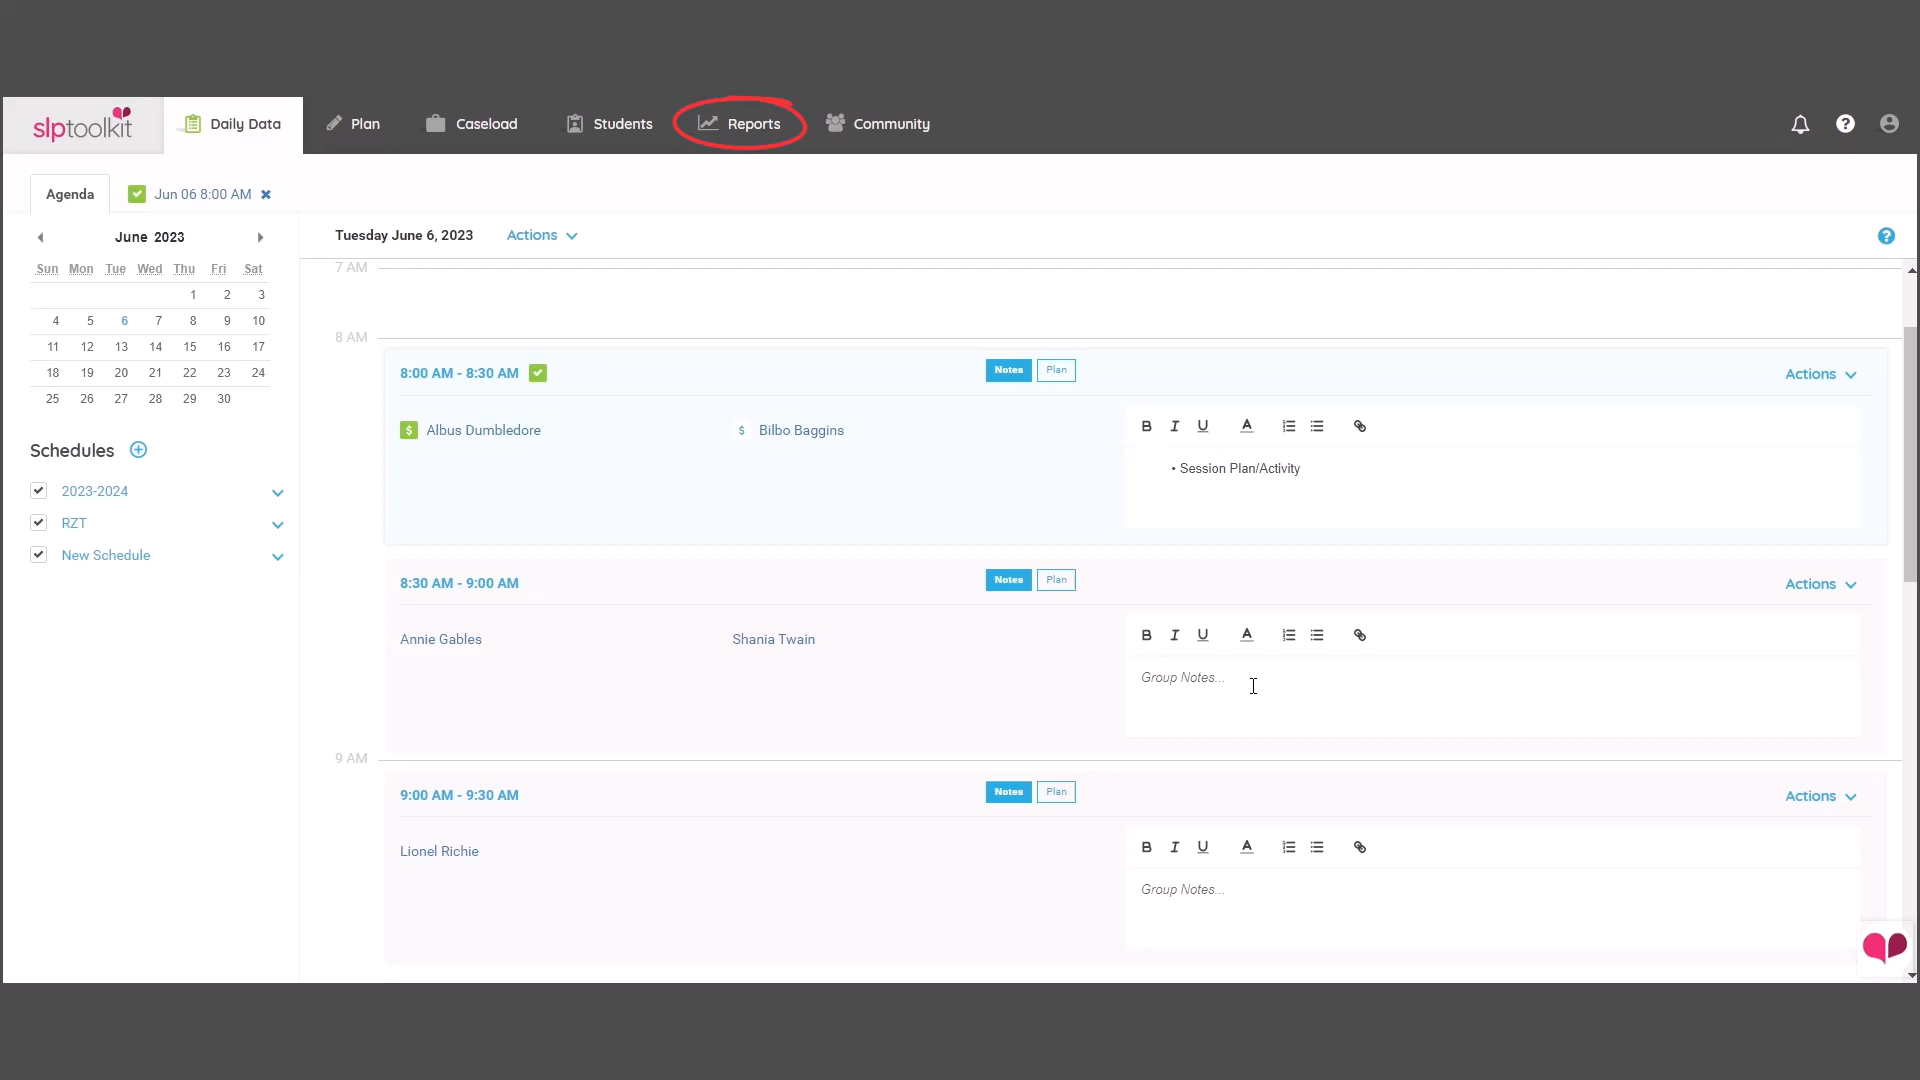 slptoolkit Daily Data Plan Caseload Students Reports Community
Agenda Jun 06 8:00 AM
June 2023
Sun Mon Tue Wed Thu Fri Sat
1 2 3
4 5 6 7 8 9 10
11 12 13 14 15 16 17
18 19 20 21 22 23 24
25 26 27 28 29 30
Schedules
2023-2024
RZT
New Schedule
Tuesday June 6, 2023 Actions
7 AM
8 AM
8:00 AM - 8:30 AM Notes Plan Actions
$ Albus Dumbledore $ Bilbo Baggins B I U A
• Session Plan/Activity
8:30 AM - 9:00 AM Notes Plan Actions
Annie Gables Shania Twain B I U A
Group Notes...
9 AM
9:00 AM - 9:30 AM Notes Plan Actions
Lionel Richie B I U A
Group Notes...